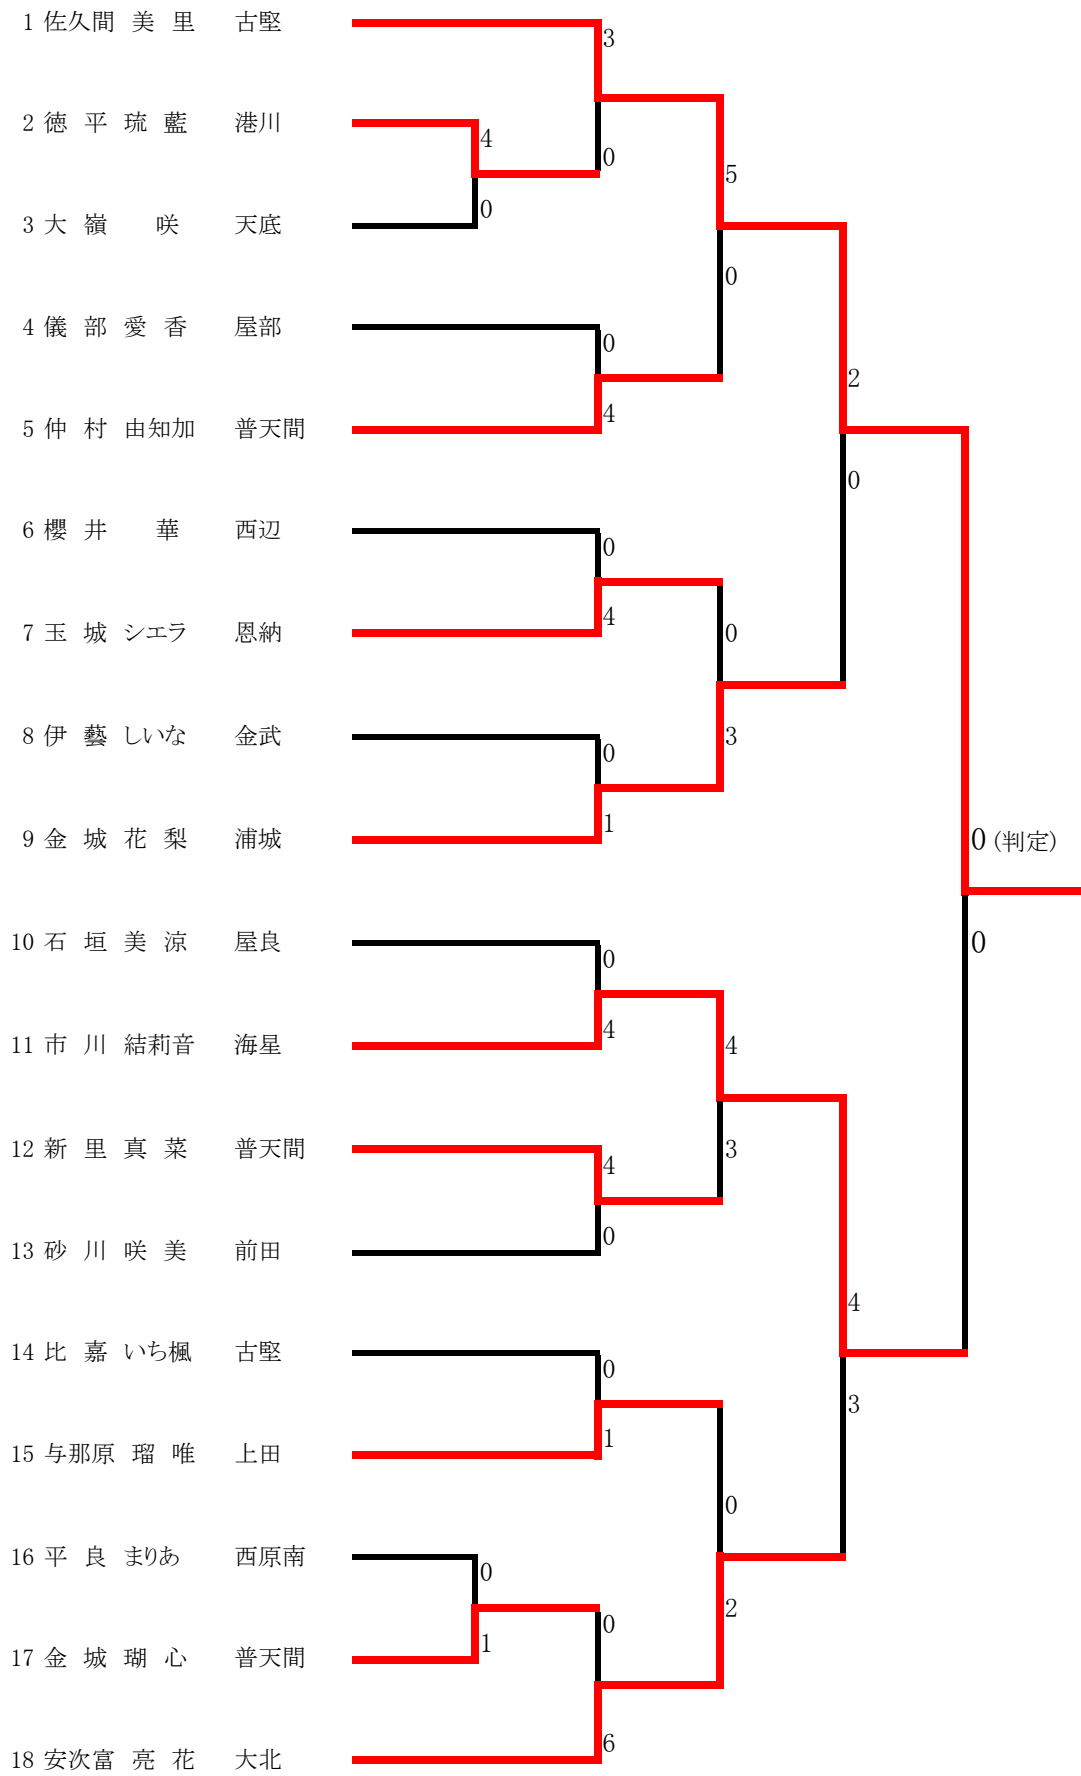 1 佐久間 美 里 古堅
3
2 徳 平 琉 藍 港川
4
0
5
0
3 大 嶺 咲 天底
0
4 儀 部 愛 香 屋部
0
2
4
5 仲 村 由知加 普天間
0
6 櫻 井 華 西辺
0
4
7 玉 城 シエラ 恩納
0
8 伊 藝 しいな 金武
3
0
1
9 金 城 花 梨 浦城
0 (判定)
10 石 垣 美 涼 屋良
0
0
4
11 市 川 結莉音 海星
4
12 新 里 真 菜 普天間
3
4
0
13 砂 川 咲 美 前田
4
14 比 嘉 いち楓 古堅
0
3
1
15 与那原 瑠 唯 上田
0
16 平 良 まりあ 西原南
0
2
0
1
17 金 城 瑚 心 普天間
6
18 安次富 亮 花 大北